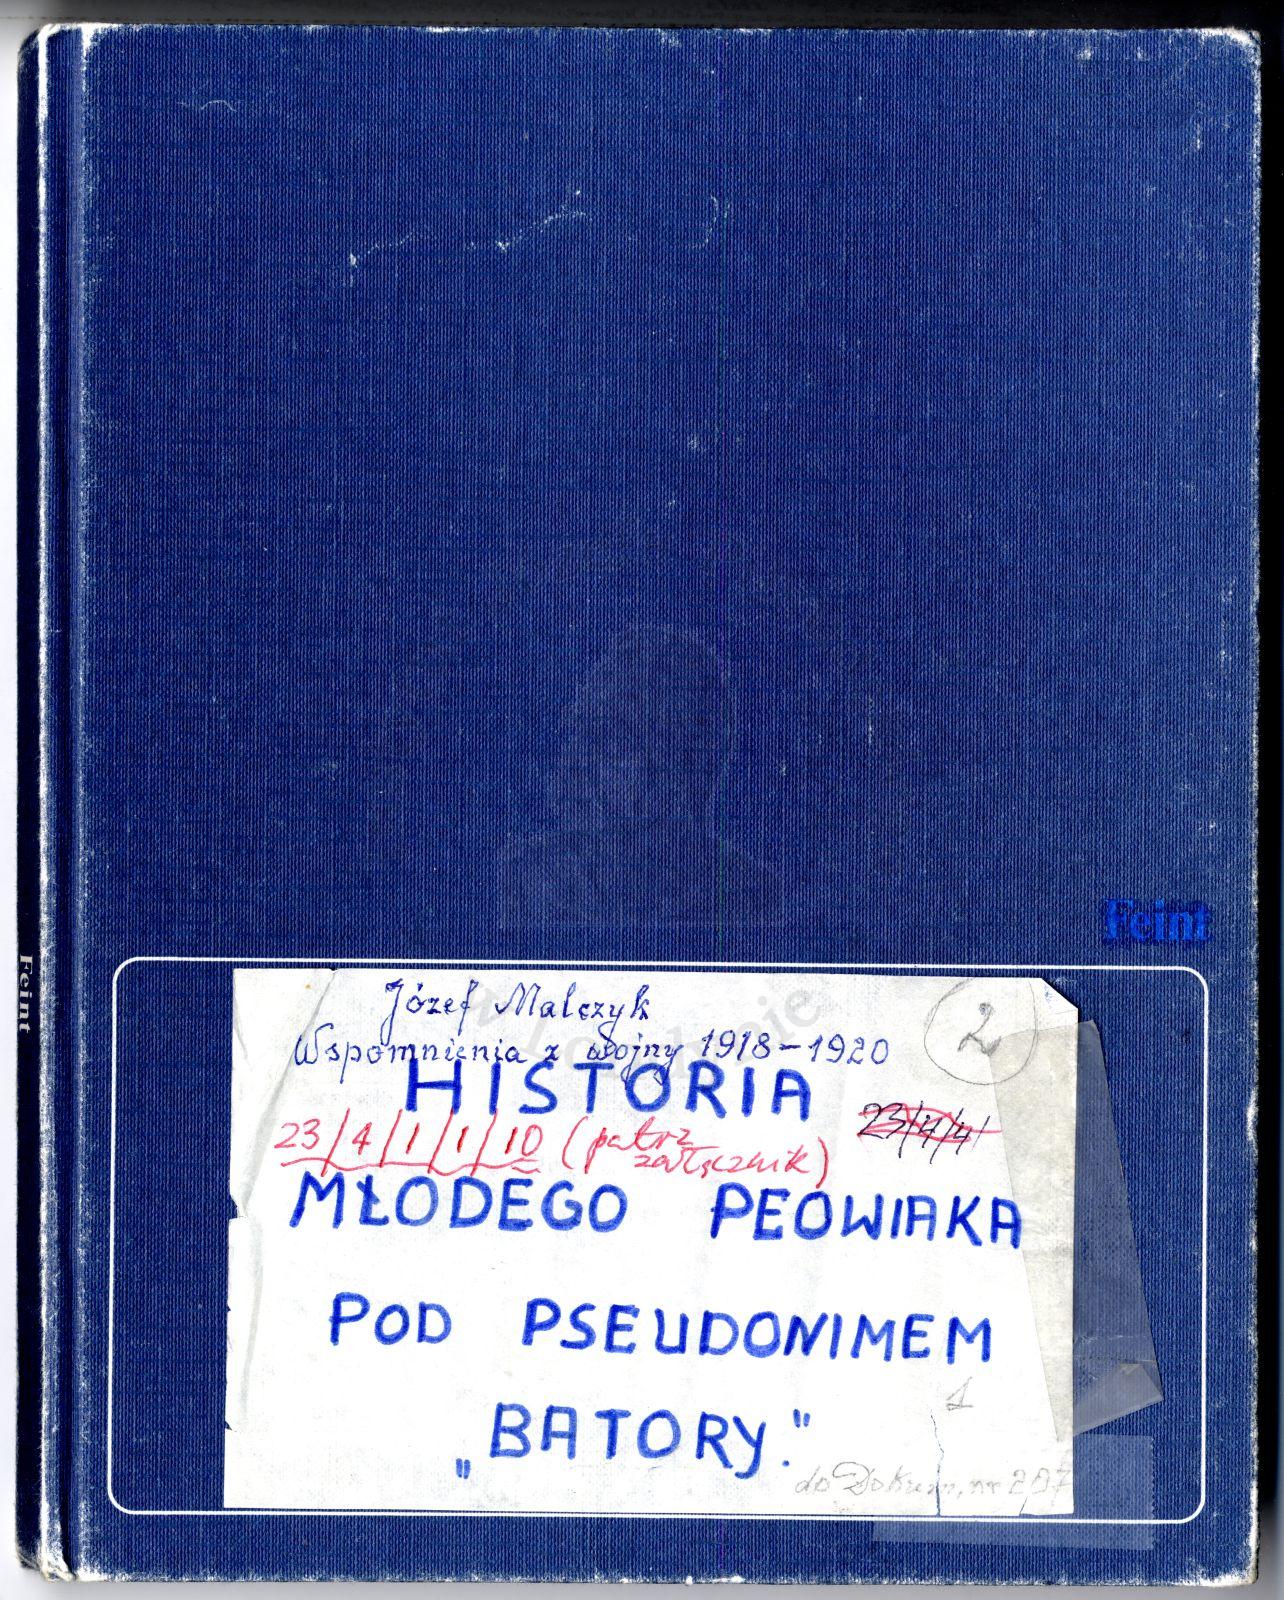 Feint
Feint
Józef Malczyk
2
Wspomnienia z wojny 1918-1920
HISTORIA
23/4/4/
23/4/1/1/10 (patrz
załącznik)
MŁODEGO PEOWIAKA
POD PSEUDONIMEM
1
„BATORY."
do Dokum, nr 207